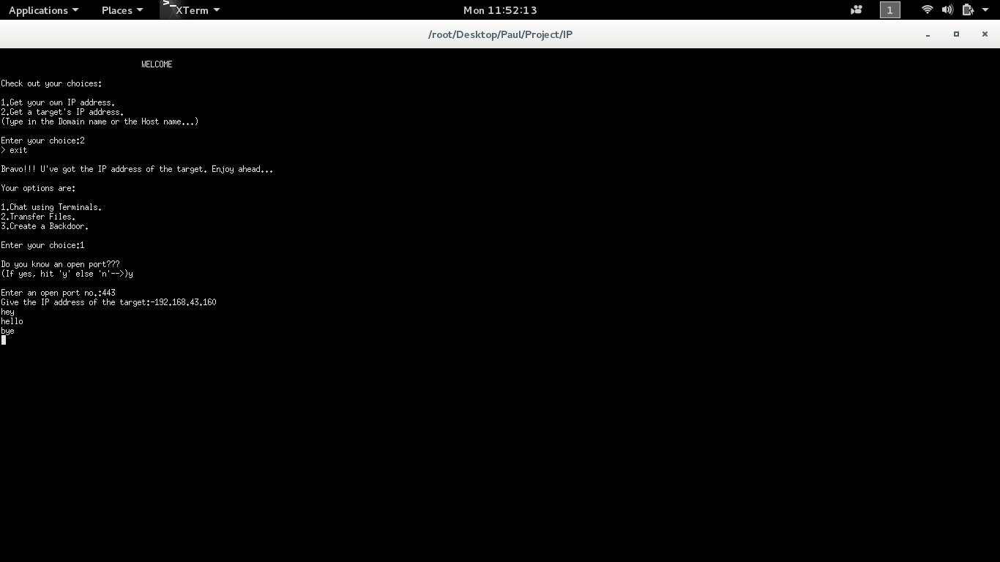 Applications Places XTerm Mon 11:52:13 1
/root/Desktop/Paul/Project/IP
WELCOME
Check out your choices:
1.Get your own IP address.
2.Get a target's IP address.
(Type in the Domain name or the Host name...)
Enter your choice:2
> exit
Bravo!!! U've got the IP address of the target. Enjoy ahead...
Your options are:
1.Chat using Terminals.
2.Transfer Files.
3.Create a Backdoor.
Enter your choice:1
Do you know an open port???
(If yes, hit 'y' else 'n'-->)y
Enter an open port no.:443
Give the IP address of the target:-192.168.43.160
hey
hello
bye